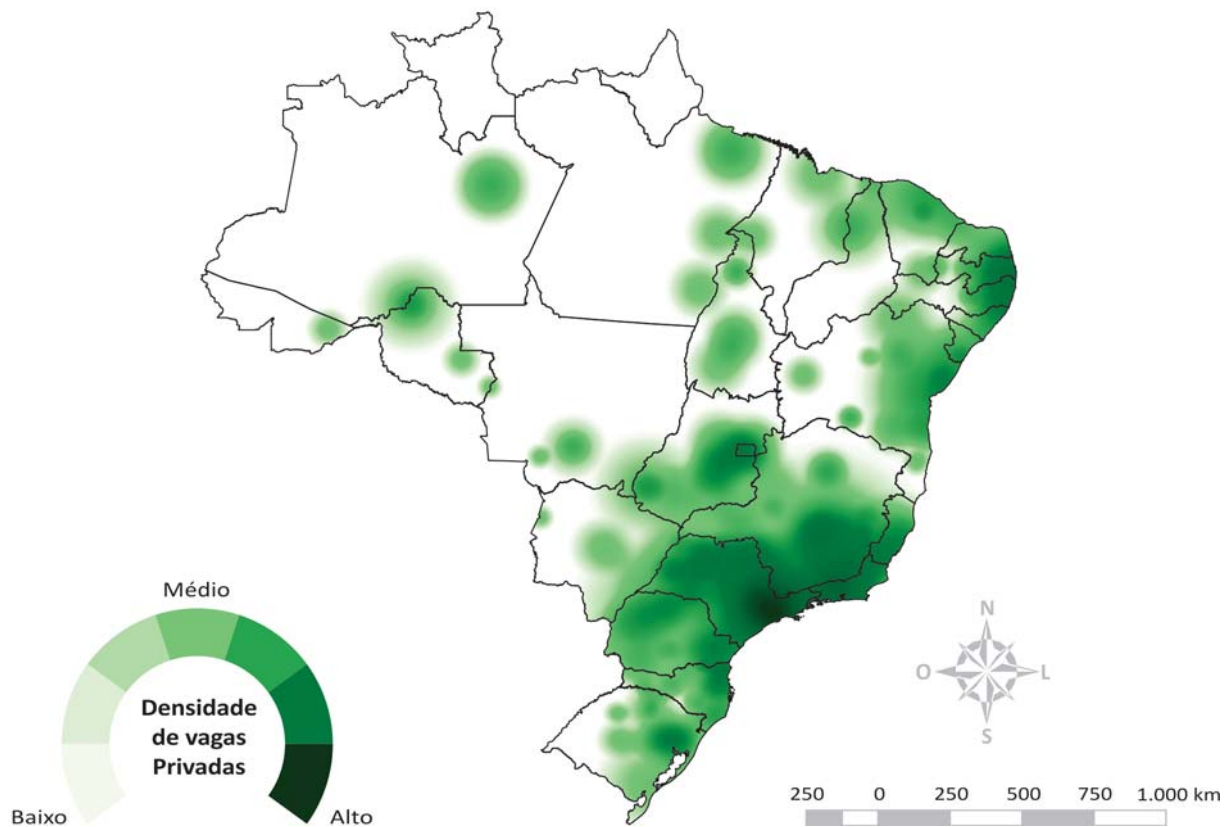 Médio
Densidade
de vagas
Privadas
Baixo
Alto
N
O
L
S
250 0 250 500 750 1.000 km